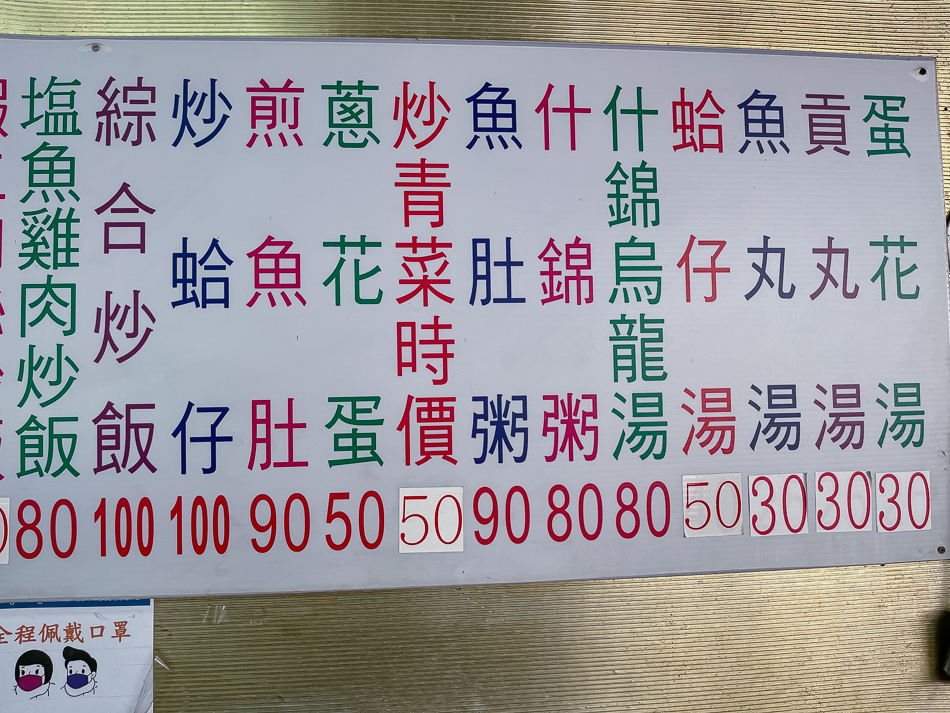 蛋花湯 30
貢丸湯 30
魚丸湯 30
蛤仔湯 50
什錦烏龍湯 80
什錦粥 80
魚肚粥 90
炒青菜時價 50
蔥花蛋 50
煎魚肚 90
炒蛤仔 100
綜合炒飯 100
塩魚雞肉炒飯 80
全程佩戴口罩